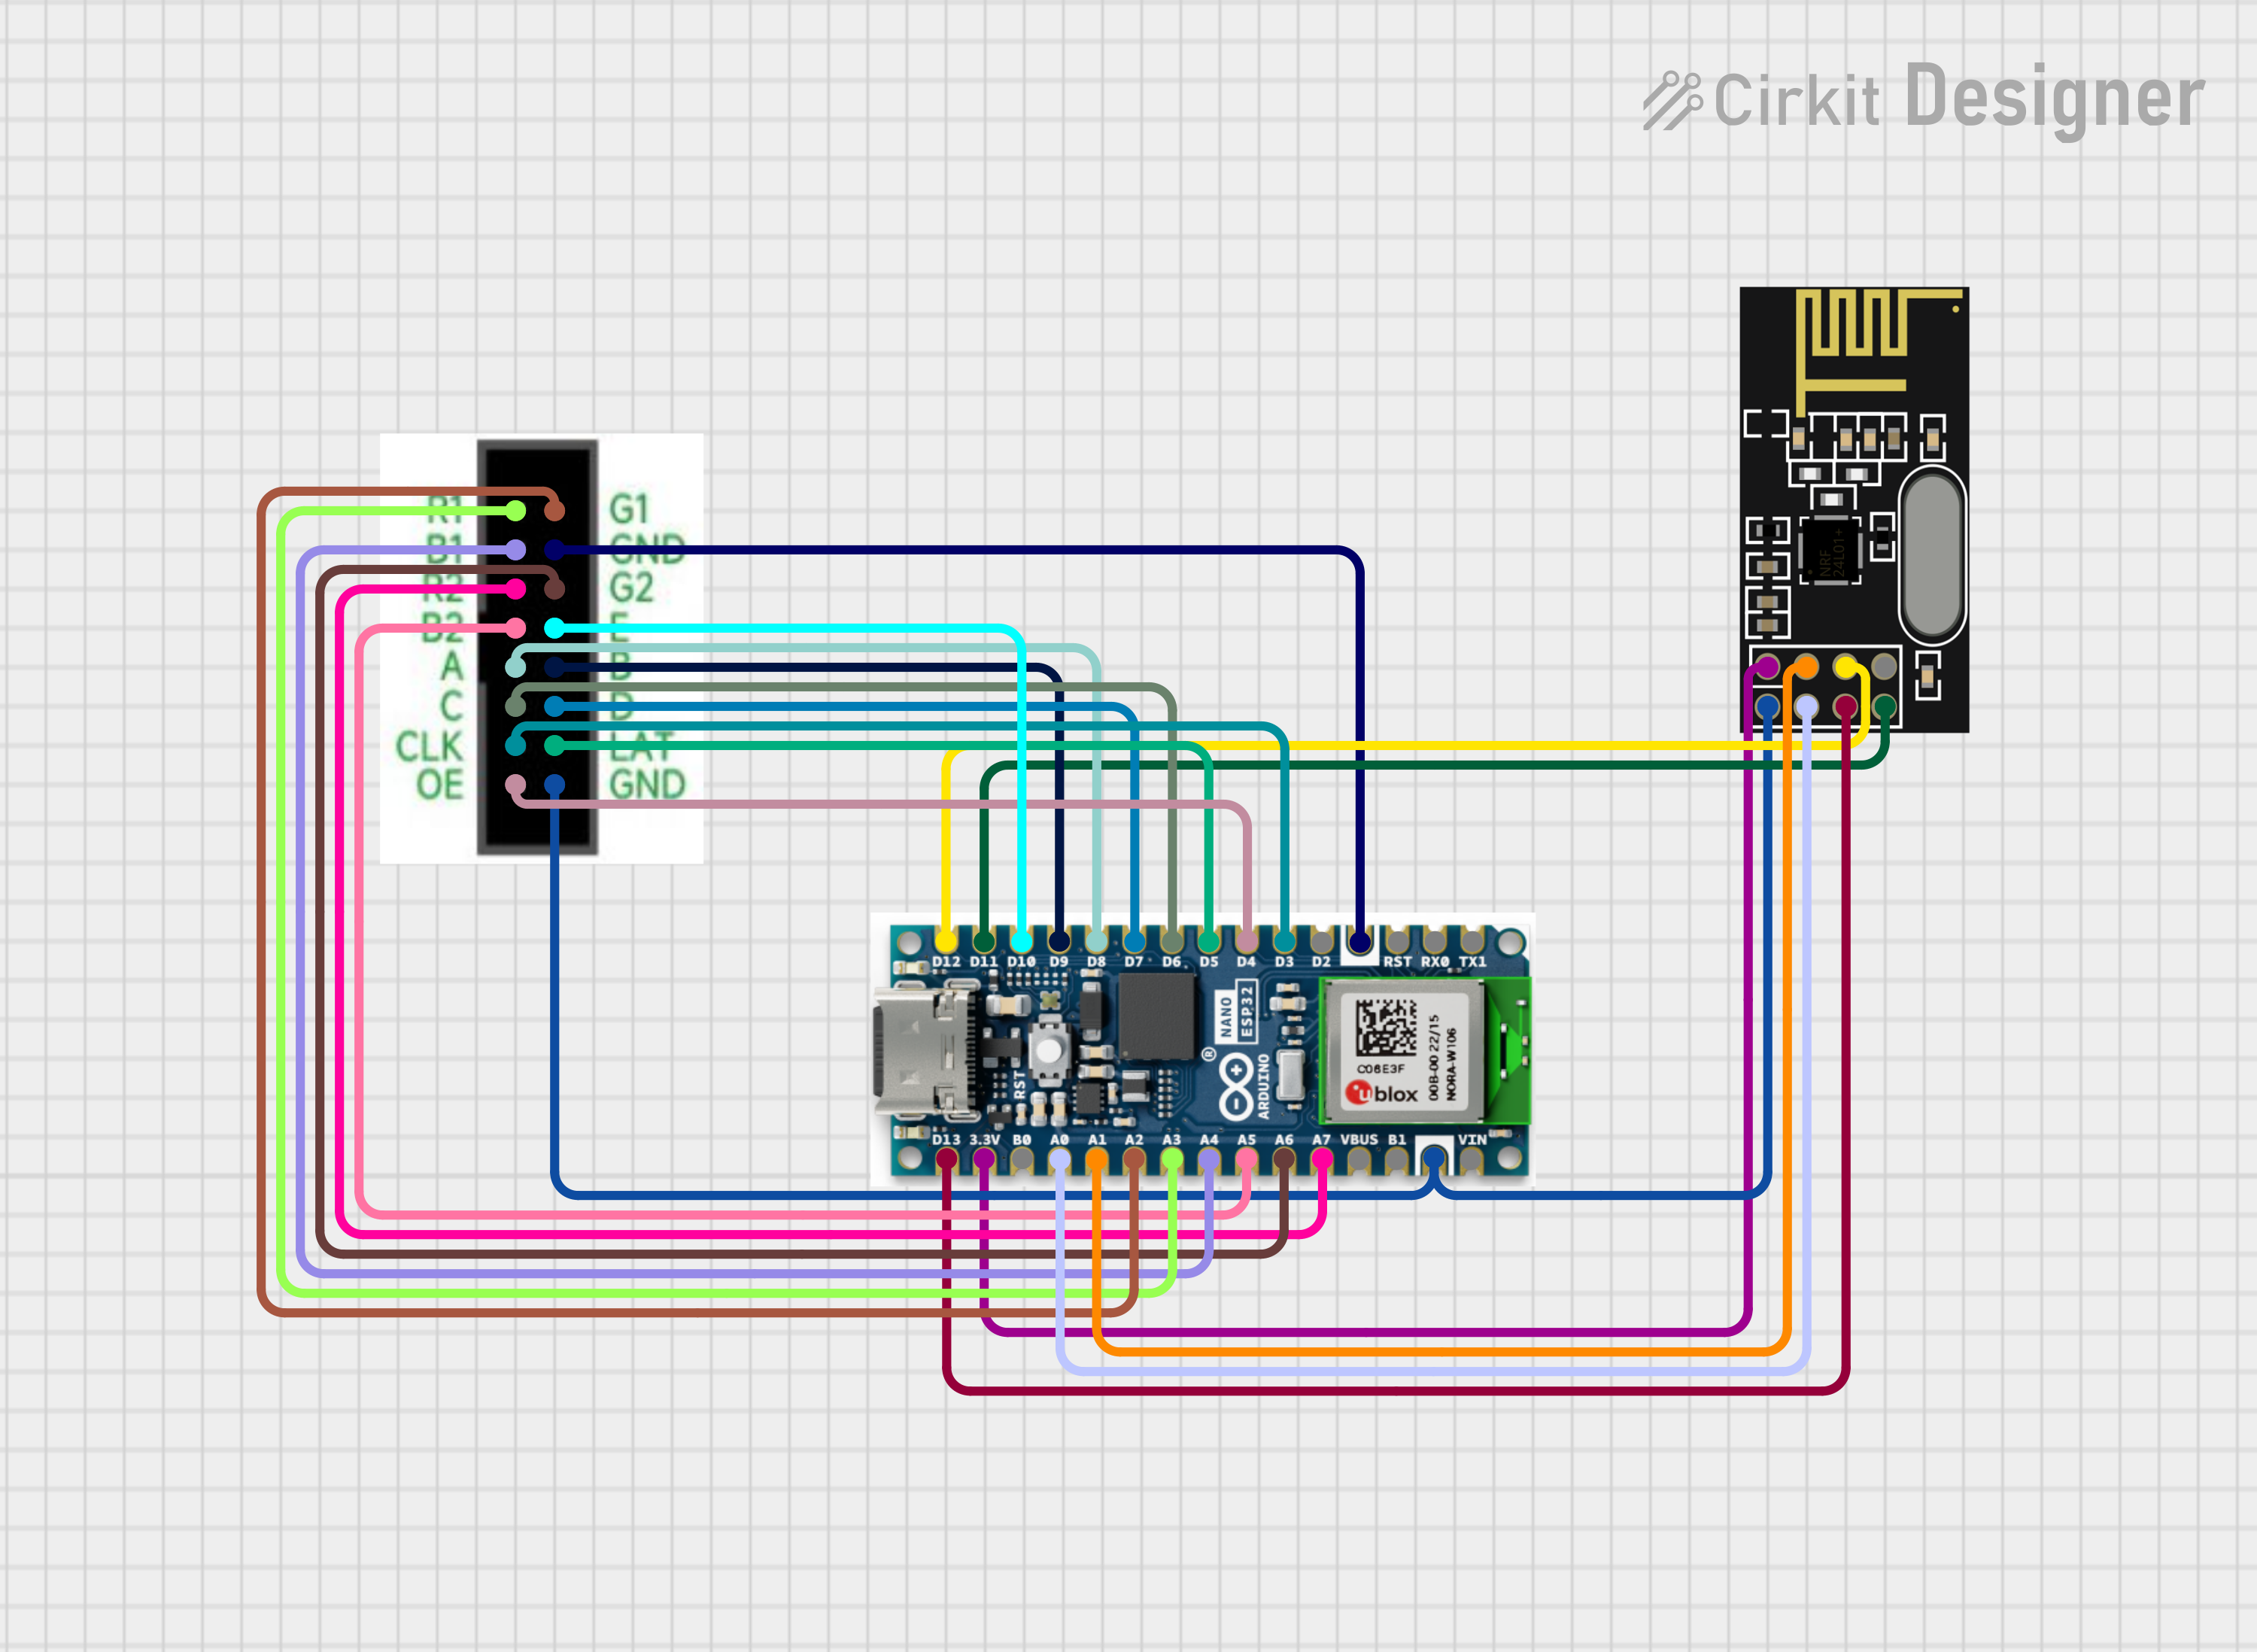 Cirkit Designer
R1 G1
B1 GND
R2 G2
B2 E
A B
C D
CLK LAT
OE GND
NRF
24L01+
D12 D11 D10 D9 D8 D7 D6 D5 D4 D3 D2 RST RX0 TX1
NANO
ESP32
RST
®
ARDUINO
C06E3F
ublox
00B-00 22/15
NORA-W106
D13 3.3V B0 A0 A1 A2 A3 A4 A5 A6 A7 VBUS B1 VIN